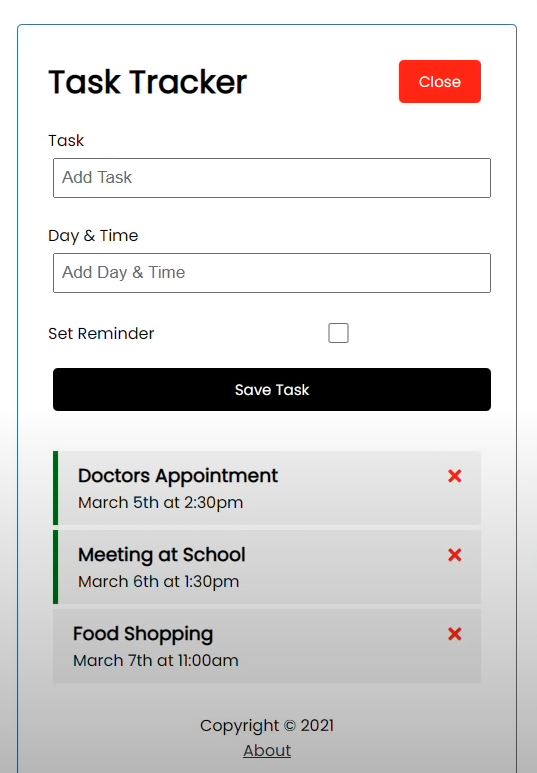 Task Tracker
Close
Task
Add Task
Day & Time
Add Day & Time
Set Reminder
Save Task
Doctors Appointment
March 5th at 2:30pm
Meeting at School
March 6th at 1:30pm
Food Shopping
March 7th at 11:00am
Copyright © 2021
About